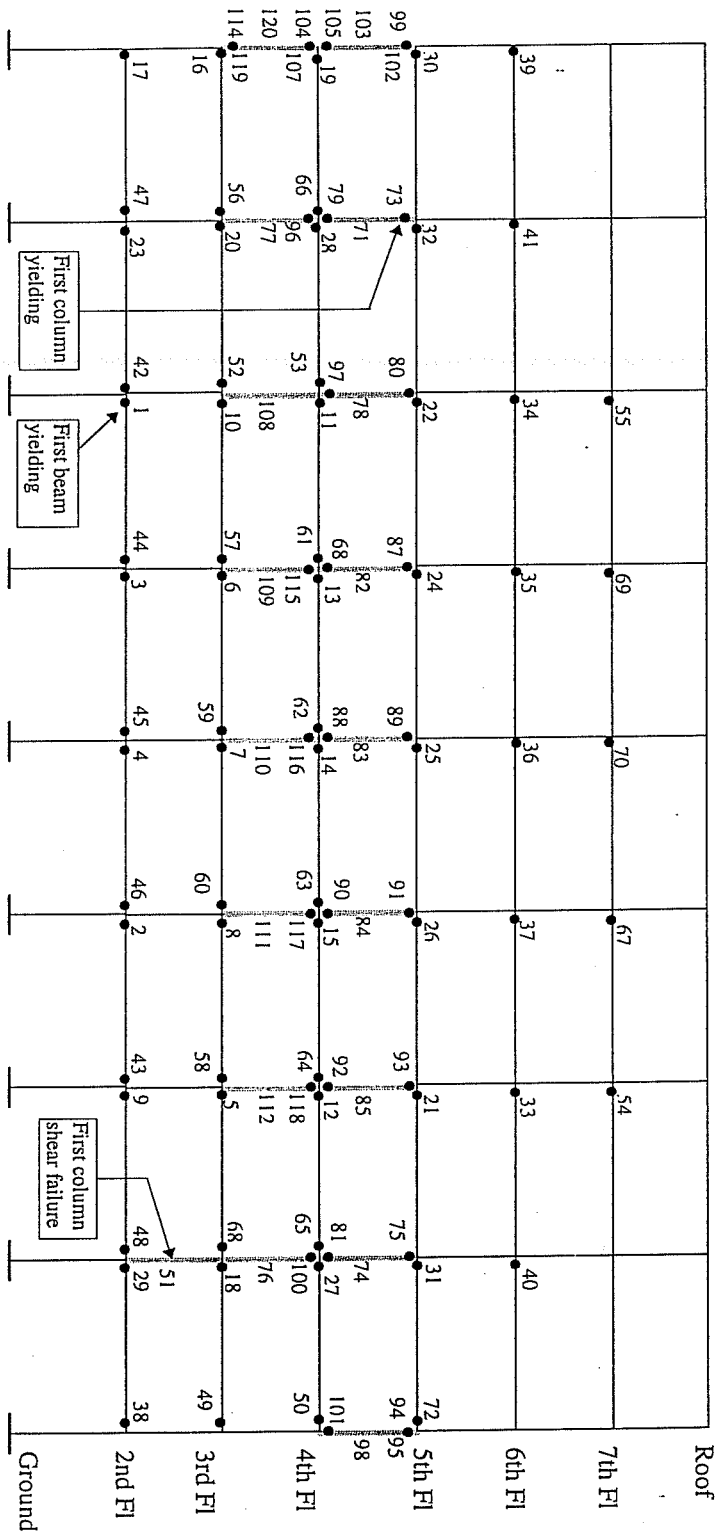 Roof
55 69 70 67 54 7th Fl
39 41 34 35 36 37 33 40 6th Fl
30 32 22 24 25 26 21 31 72 5th Fl
99 102 73 80 87 89 91 93 75 94 95
103 71 78 82 83 84 85 74 98
105 79 97 68 88 90 92 81 101
19 66 28 53 11 61 13 62 14 63 15 64 12 65 27 50 4th Fl
104 107 96 115 116 117 118 100
120 77 108 109 110 111 112 76
114 119
16 56 20 52 10 57 6 59 7 60 8 58 5 68 18 49 3rd Fl
51
17 47 23 42 1 44 3 45 4 46 2 43 9 48 29 38 2nd Fl
First column
yielding
First beam
yielding
First column
shear failure
Ground